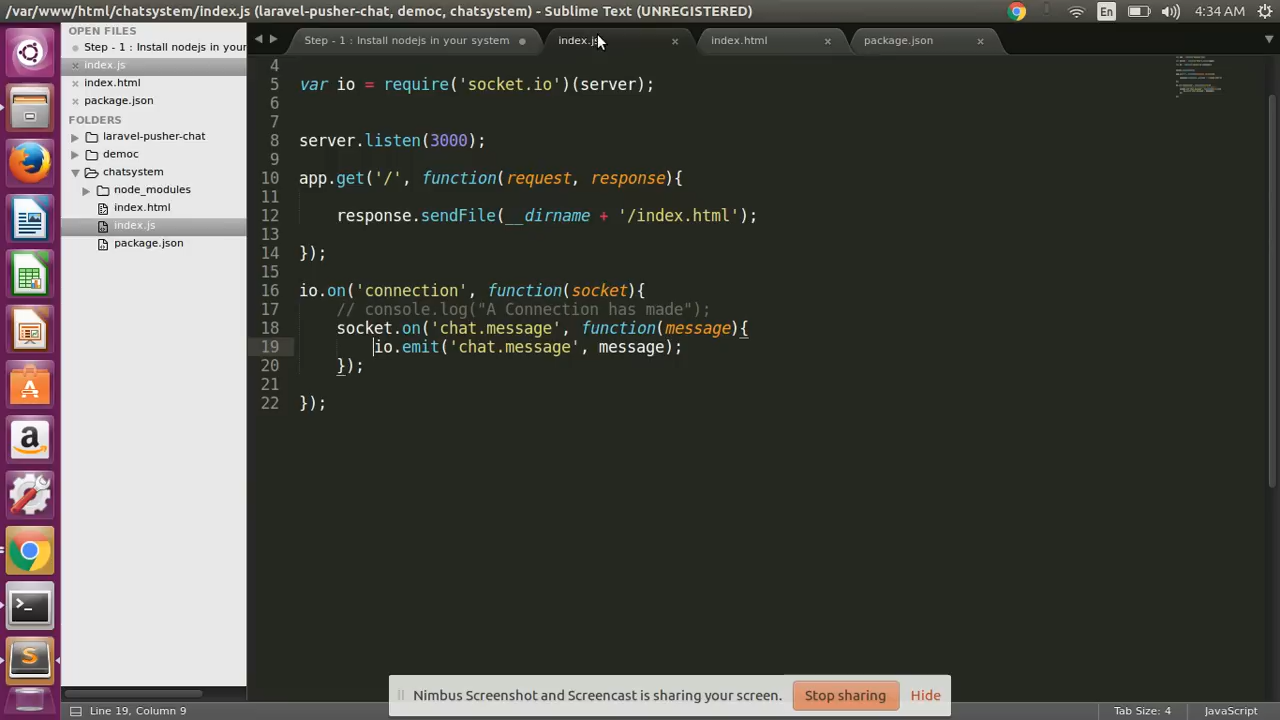 /var/www/html/chatsystem/index.js (laravel-pusher-chat, democ, chatsystem) - Sublime Text (UNREGISTERED)
En
4:34 AM
OPEN FILES
Step - 1 : Install nodejs in your
index.js
index.html
package.json
FOLDERS
laravel-pusher-chat
democ
chatsystem
node_modules
index.html
index.js
package.json
Step - 1 : Install nodejs in your system
index.js
index.html
package.json
4
5 var io = require('socket.io')(server);
6
7
8 server.listen(3000);
9
10 app.get('/', function(request, response){
11
12 response.sendFile(__dirname + '/index.html');
13
14 });
15
16 io.on('connection', function(socket){
17 // console.log("A Connection has made");
18 socket.on('chat.message', function(message){
19 io.emit('chat.message', message);
20 });
21
22 });
Nimbus Screenshot and Screencast is sharing your screen.
Stop sharing
Hide
Line 19, Column 9
Tab Size: 4
JavaScript